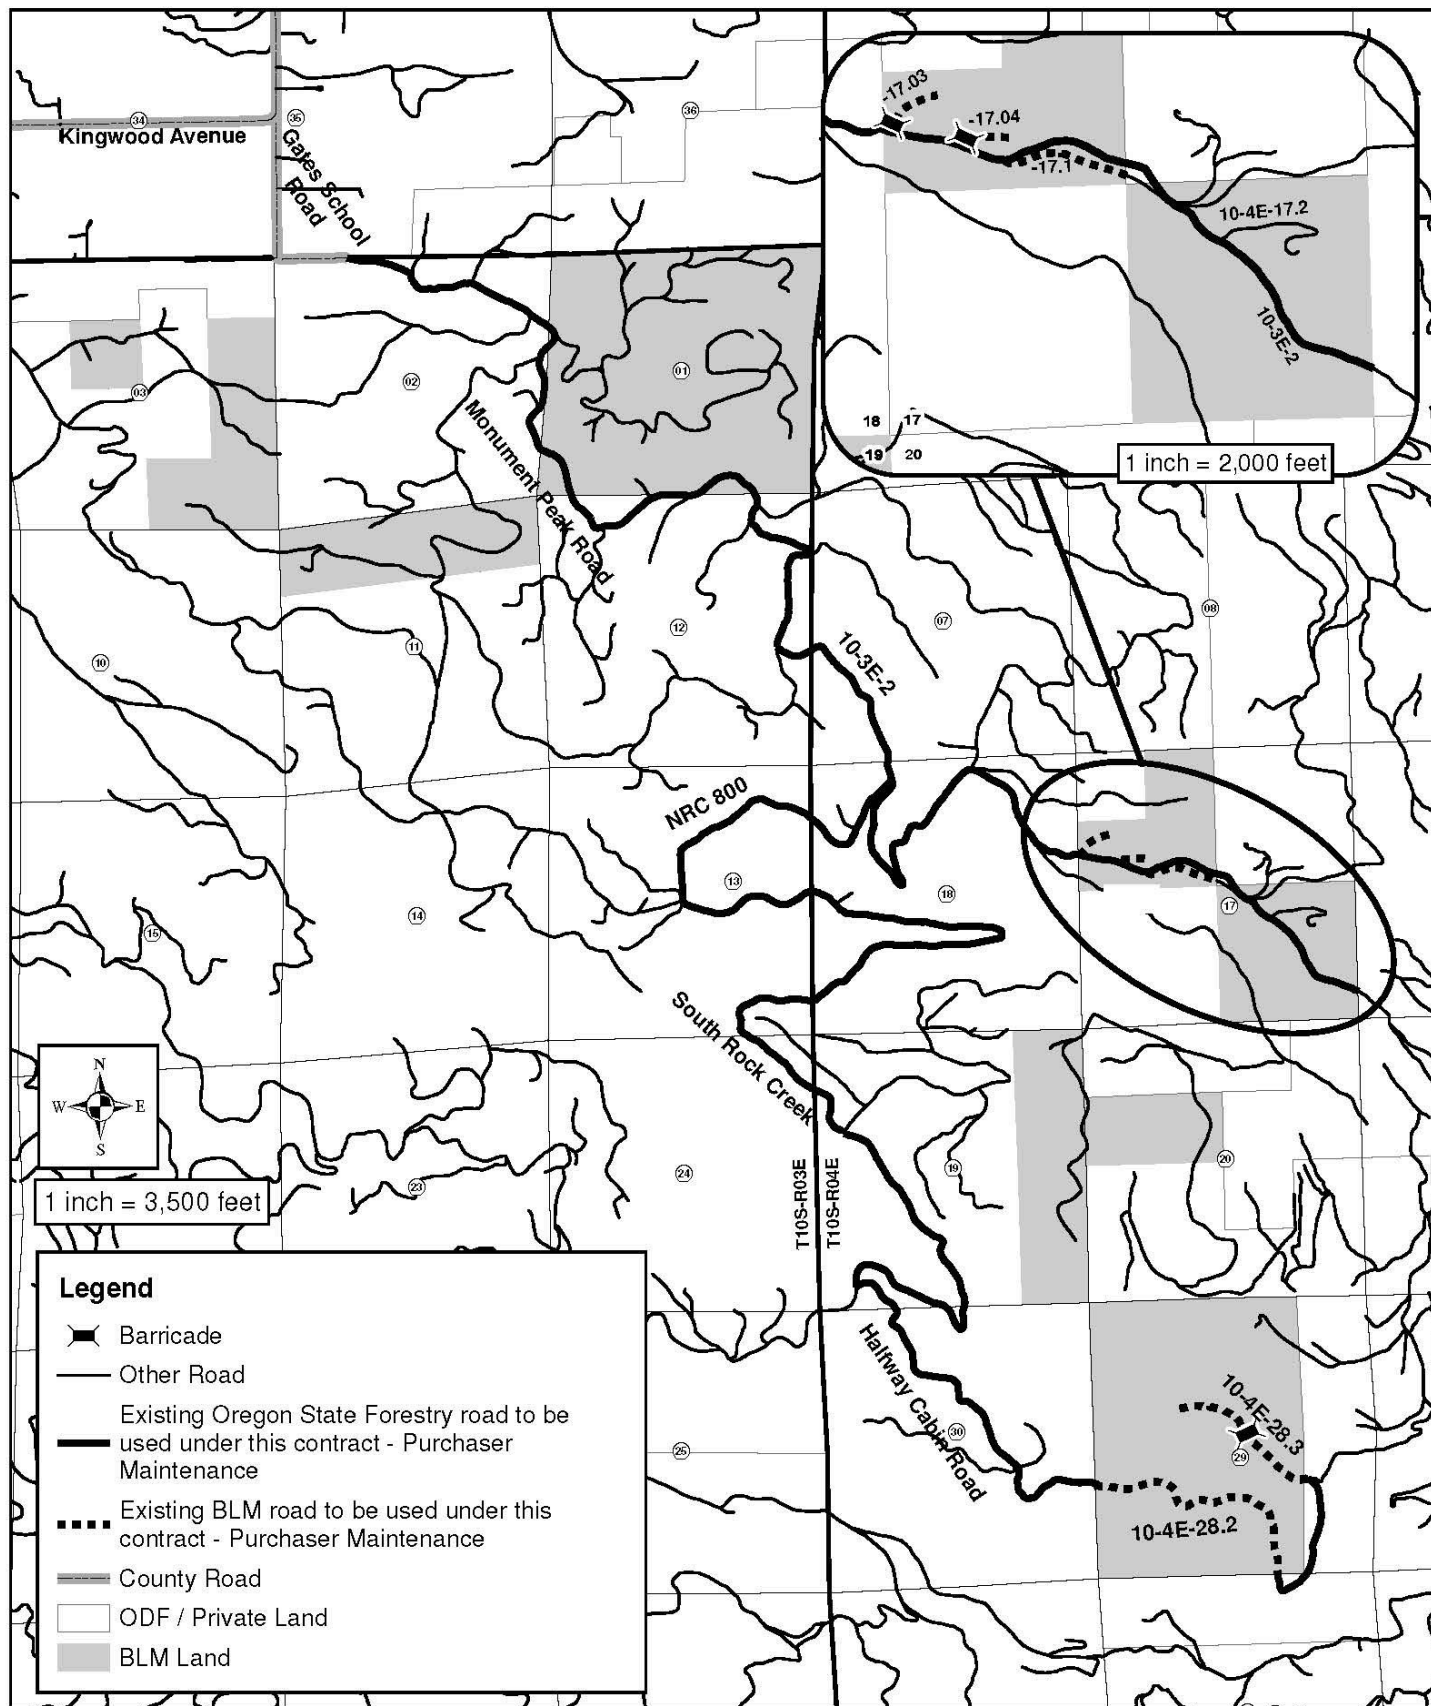 34
Kingwood Avenue
35
Gates School
Road
36
-17.03
-17.04
-17.1
10-4E-17.2
10-3E-2
18
17
19
20
1 inch = 2,000 feet
03
02
01
Monument Peak Road
10
11
12
07
08
10-3E-2
NRC 800
15
14
13
18
17
South Rock Creek
N
W
E
S
1 inch = 3,500 feet
23
24
T10S-R03E
T10S-R04E
19
20
Halfway Cabin Road
25
30
10-4E-28.3
29
10-4E-28.2
Legend
Barricade
Other Road
Existing Oregon State Forestry road to be
used under this contract - Purchaser
Maintenance
Existing BLM road to be used under this
contract - Purchaser Maintenance
County Road
ODF / Private Land
BLM Land